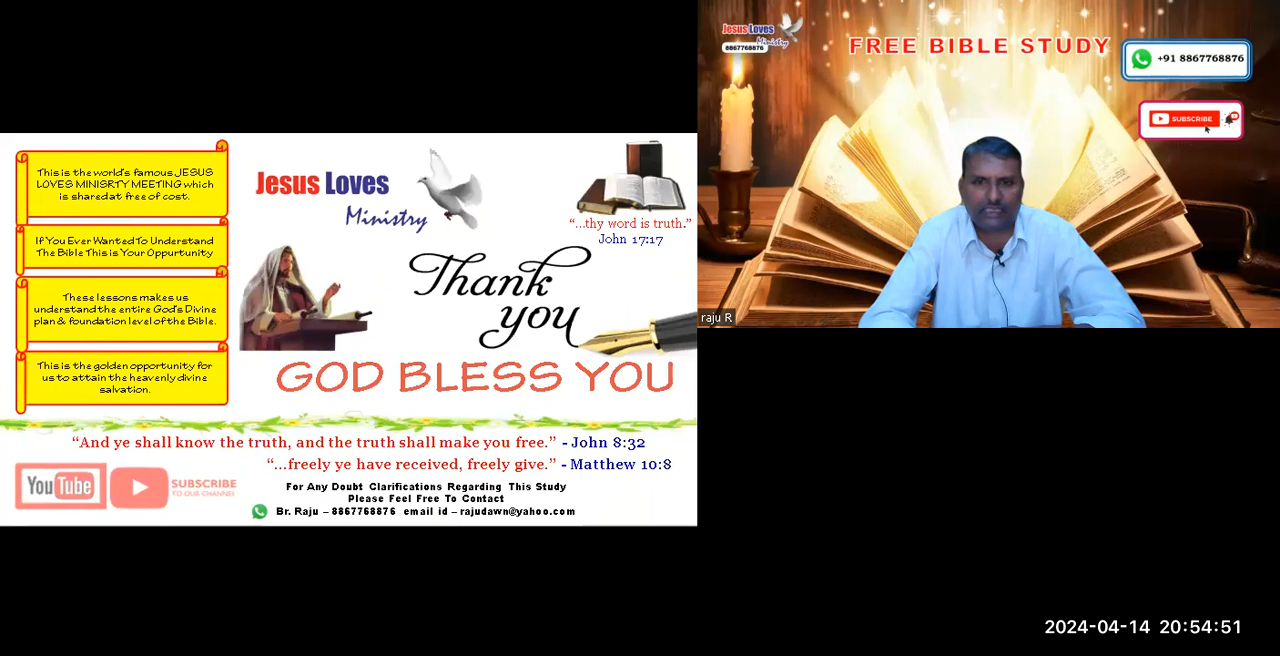 This is the world's famous JESUS
LOVES MINISRTY MEETING which
is shared at free of cost.
If You Ever Wanted To Understand
The Bible This is Your Oppurtunity
These lessons makes us
understand the entire God's Divine
plan & foundation level of the Bible.
This is the golden opportunity for
us to attain the heavenly divine
salvation.
Jesus Loves
Ministry
"...thy word is truth."
John 17:17
Thank
you
GOD BLESS YOU
"And ye shall know the truth, and the truth shall make you free." - John 8:32
"...freely ye have received, freely give." - Matthew 10:8
YouTube
SUBSCRIBE
TO OUR CHANNEL
For Any Doubt Clarifications Regarding This Study
Please Feel Free To Contact
Br. Raju – 8867768876 email id – rajudawn@yahoo.com
Jesus Loves
Ministry
8867768876
FREE BIBLE STUDY
+91 8867768876
SUBSCRIBE
raju R
2024-04-14 20:54:51